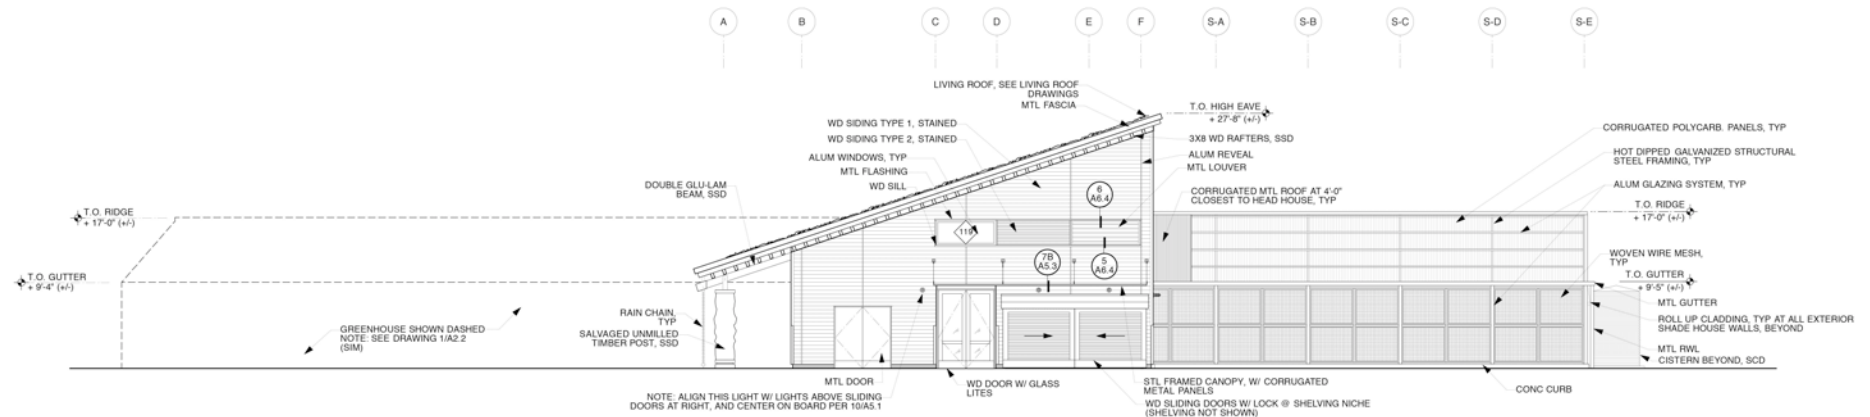 A
B
C
D
E
F
S-A
S-B
S-C
S-D
S-E
LIVING ROOF, SEE LIVING ROOF
DRAWINGS
MTL FASCIA
WD SIDING TYPE 1, STAINED
WD SIDING TYPE 2, STAINED
ALUM WINDOWS, TYP
MTL FLASHING
WD SILL
DOUBLE GLU-LAM
BEAM, SSD
T.O. HIGH EAVE
+ 27'-8" (+/-)
3X8 WD RAFTERS, SSD
ALUM REVEAL
MTL LOUVER
CORRUGATED MTL ROOF AT 4'-0"
CLOSEST TO HEAD HOUSE, TYP
CORRUGATED POLYCARB. PANELS, TYP
HOT DIPPED GALVANIZED STRUCTURAL
STEEL FRAMING, TYP
ALUM GLAZING SYSTEM, TYP
T.O. RIDGE
+ 17'-0" (+/-)
T.O. RIDGE
+ 17'-0" (+/-)
6
A6.4
119
7B
A5.3
5
A6.4
WOVEN WIRE MESH,
TYP
T.O. GUTTER
+ 9'-4" (+/-)
T.O. GUTTER
+ 9'-5" (+/-)
MTL GUTTER
ROLL UP CLADDING, TYP AT ALL EXTERIOR
SHADE HOUSE WALLS, BEYOND
MTL RWL
CISTERN BEYOND, SCD
GREENHOUSE SHOWN DASHED
NOTE: SEE DRAWING 1/A2.2
(SIM)
RAIN CHAIN,
TYP
SALVAGED UNMILLED
TIMBER POST, SSD
MTL DOOR
NOTE: ALIGN THIS LIGHT W/ LIGHTS ABOVE SLIDING
DOORS AT RIGHT, AND CENTER ON BOARD PER 10/A5.1
WD DOOR W/ GLASS
LITES
STL FRAMED CANOPY, W/ CORRUGATED
METAL PANELS
WD SLIDING DOORS W/ LOCK @ SHELVING NICHE
(SHELVING NOT SHOWN)
CONC CURB